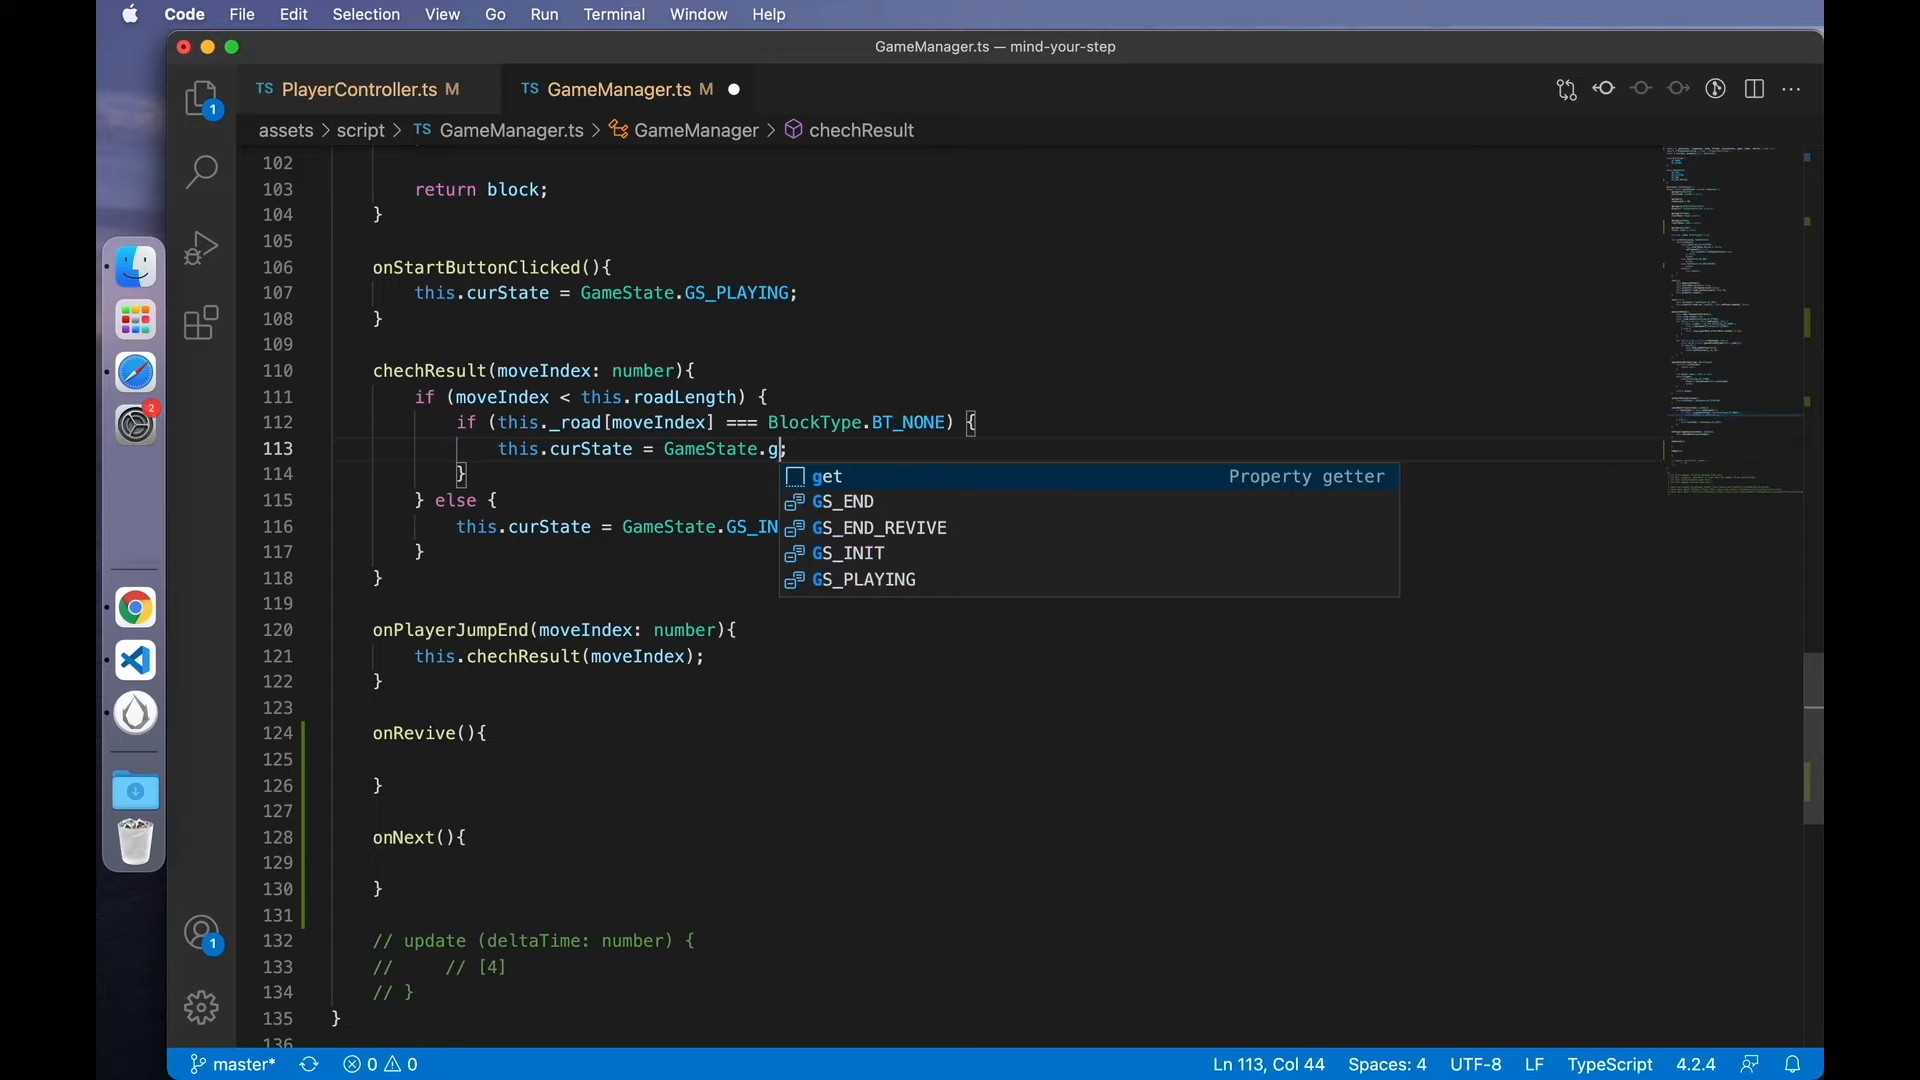 Code File Edit Selection View Go Run Terminal Window Help
GameManager.ts — mind-your-step
TS PlayerController.ts M TS GameManager.ts M
assets > script > TS GameManager.ts > GameManager > chechResult
102
103 return block;
104 }
105
106 onStartButtonClicked(){
107 this.curState = GameState.GS_PLAYING;
108 }
109
110 chechResult(moveIndex: number){
111 if (moveIndex < this.roadLength) {
112 if (this._road[moveIndex] === BlockType.BT_NONE) {
113 this.curState = GameState.g;
114 }
get Property getter
115 } else {
GS_END
116 this.curState = GameState.GS_IN
GS_END_REVIVE
117 }
GS_INIT
118 }
GS_PLAYING
119
120 onPlayerJumpEnd(moveIndex: number){
121 this.chechResult(moveIndex);
122 }
123
124 onRevive(){
125
126 }
127
128 onNext(){
129
130 }
131
132 // update (deltaTime: number) {
133 // // [4]
134 // }
135 }
136
1
2
1
master* 0 0 Ln 113, Col 44 Spaces: 4 UTF-8 LF TypeScript 4.2.4